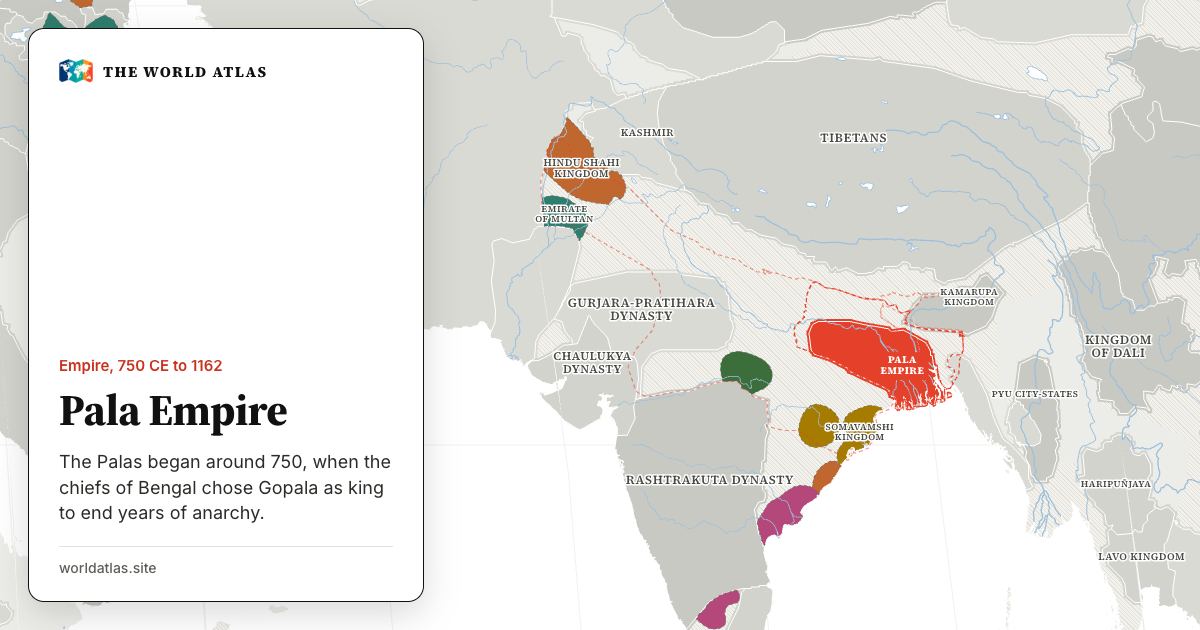 THE WORLD ATLAS
Empire, 750 CE to 1162
Pala Empire
The Palas began around 750, when the
chiefs of Bengal chose Gopala as king
to end years of anarchy.
worldatlas.site
KASHMIR
TIBETANS
HINDU SHAHI
KINGDOM
EMIRATE
OF MULTAN
GURJARA-PRATIHARA
DYNASTY
KAMARUPA
KINGDOM
KINGDOM
OF DALI
CHAULUKYA
DYNASTY
PALA
EMPIRE
PYU CITY-STATES
SOMAVAMSHI
KINGDOM
RASHTRAKUTA DYNASTY
HARIPUÑJAYA
LAVO KINGDOM